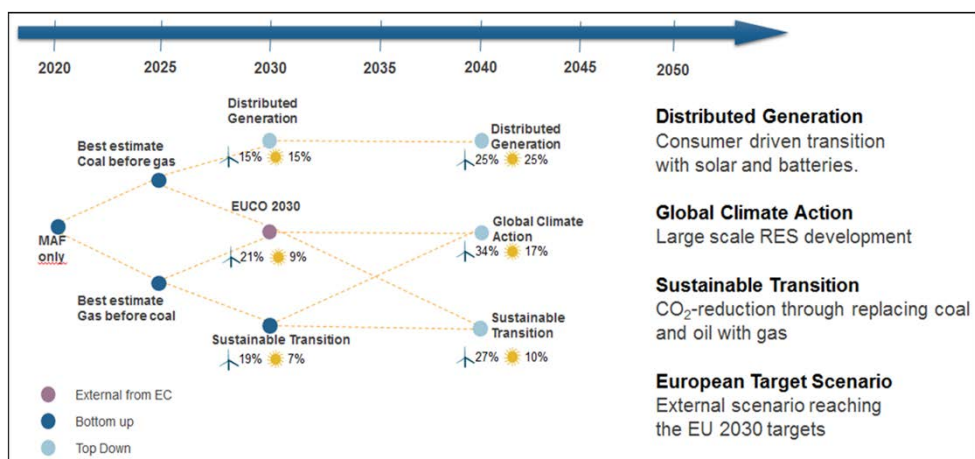 2020 2025 2030 2035 2040 2045 2050
Distributed
Generation
15% 15%
Distributed
Generation
25% 25%
Best estimate
Coal before gas
EUCO 2030
21% 9%
Global Climate
Action
34% 17%
MAF
only
Best estimate
Gas before coal
Sustainable Transition
19% 7%
Sustainable
Transition
27% 10%
External from EC
Bottom up
Top Down
Distributed Generation
Consumer driven transition
with solar and batteries.
Global Climate Action
Large scale RES development
Sustainable Transition
CO₂-reduction through replacing coal
and oil with gas
European Target Scenario
External scenario reaching
the EU 2030 targets